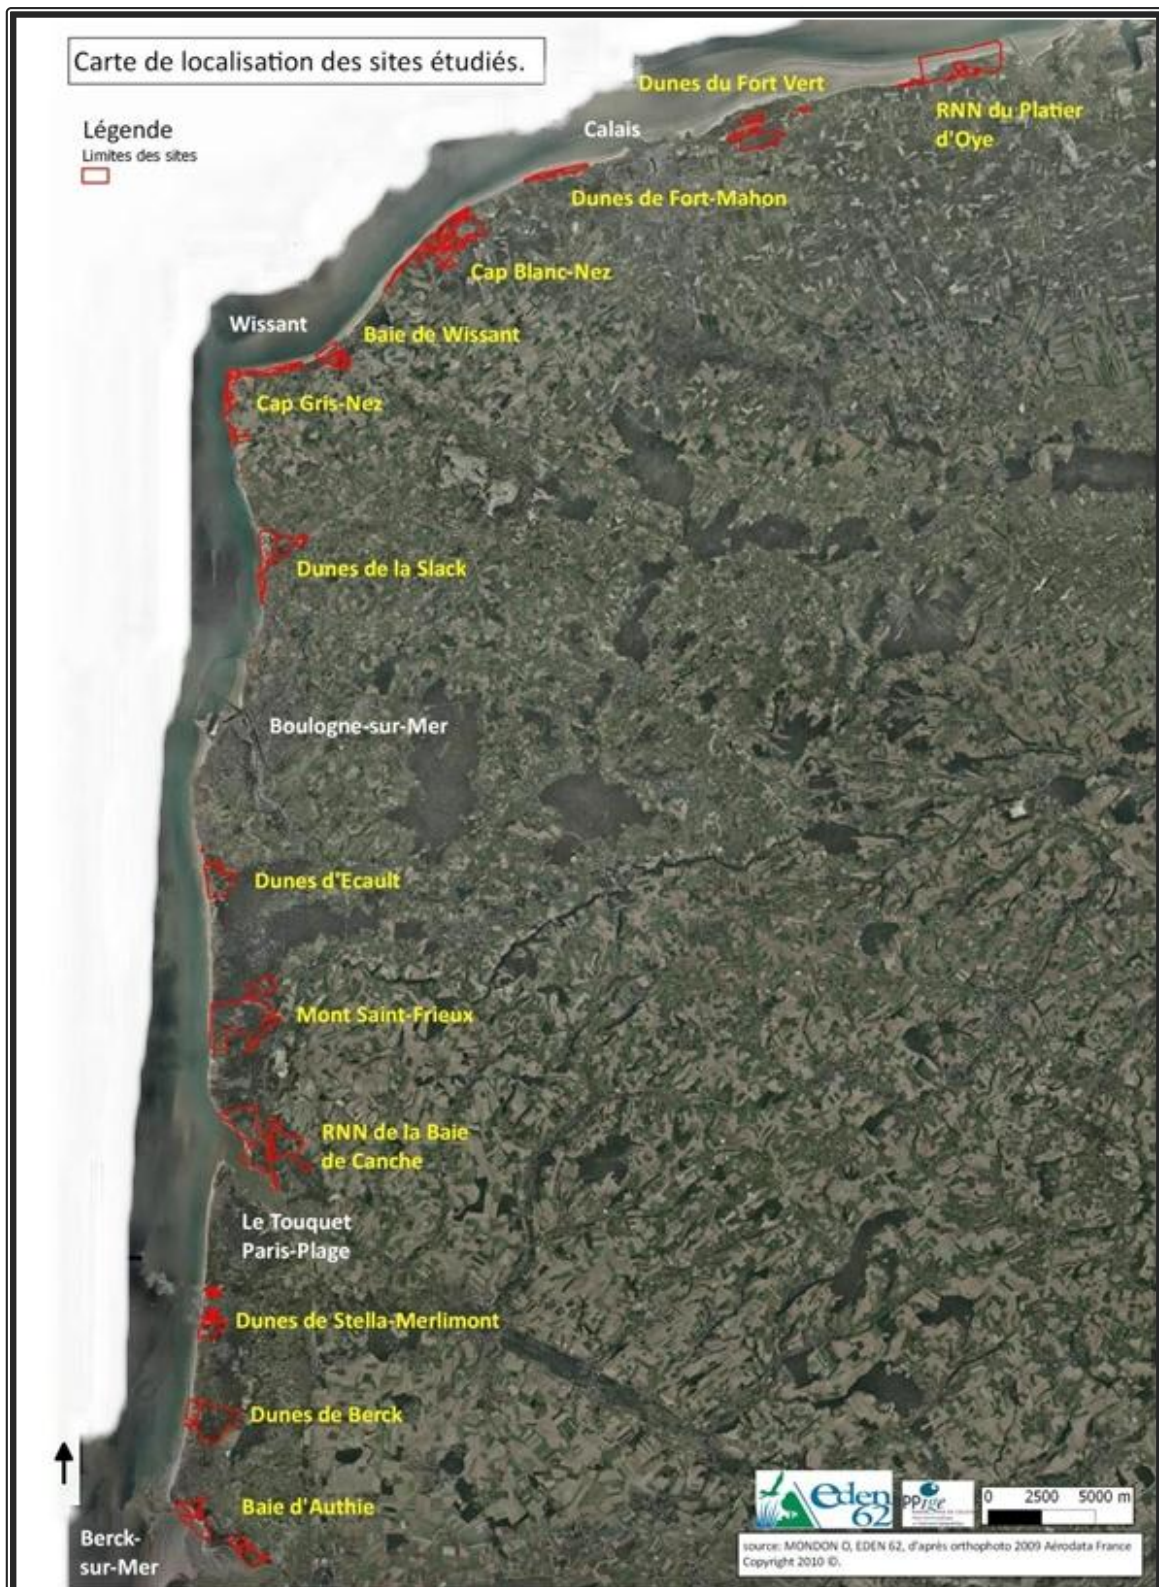 Carte de localisation des sites étudiés.
Légende
Limites des sites
Dunes du Fort Vert
RNN du Platier
d'Oye
Calais
Dunes de Fort-Mahon
Cap Blanc-Nez
Wissant
Baie de Wissant
Cap Gris-Nez
Dunes de la Slack
Boulogne-sur-Mer
Dunes d'Ecault
Mont Saint-Frieux
RNN de la Baie
de Canche
Le Touquet
Paris-Plage
Dunes de Stella-Merlimont
Dunes de Berck
Baie d'Authie
Berck-
sur-Mer
eden
62
PPige
0 2500 5000 m
source: MONDON O, EDEN 62, d'après orthophoto 2009 Aérodata France
Copyright 2010 ©.